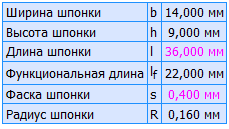 Ширина шпонки b 14,000 мм
Высота шпонки h 9,000 мм
Длина шпонки l 36,000 мм
Функциональная длина lf 22,000 мм
Фаска шпонки s 0,400 мм
Радиус шпонки R 0,160 мм